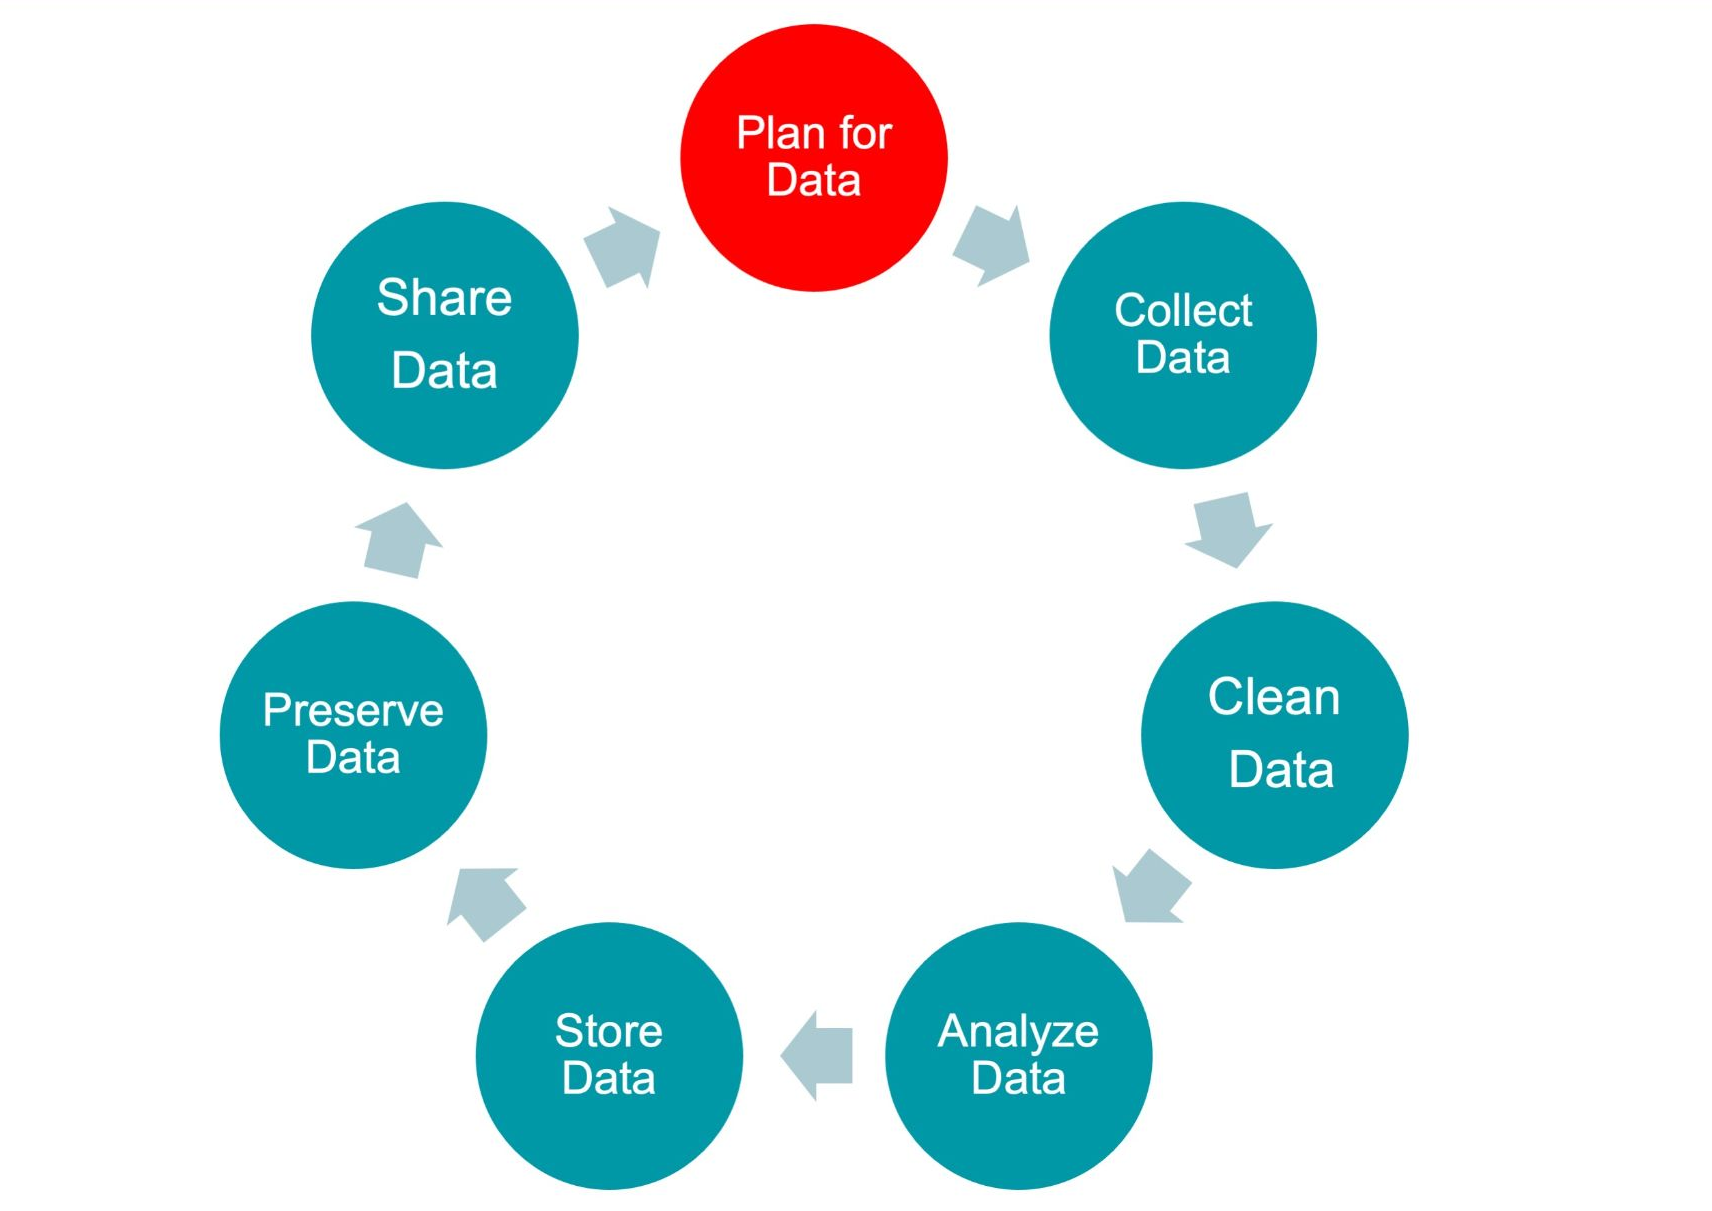 Plan for
Data
Collect
Data
Clean
Data
Analyze
Data
Store
Data
Preserve
Data
Share
Data